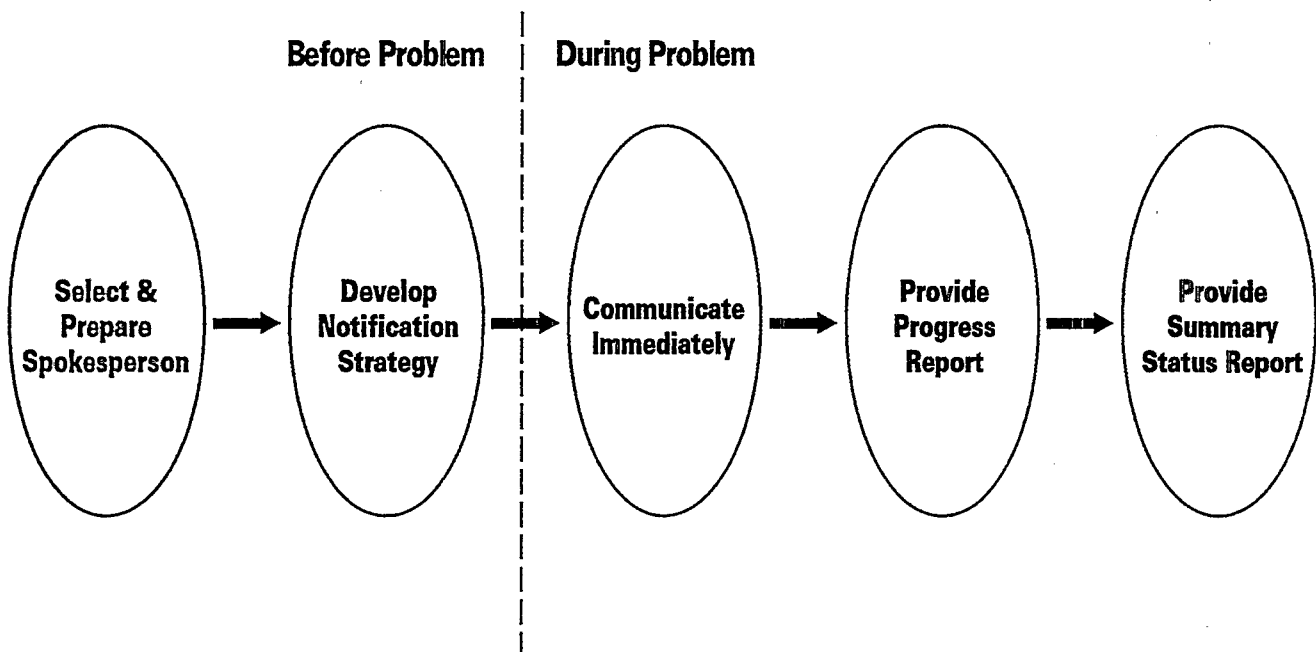 Before Problem
During Problem
Select &
Prepare
Spokesperson
Develop
Notification
Strategy
Communicate
Immediately
Provide
Progress
Report
Provide
Summary
Status Report